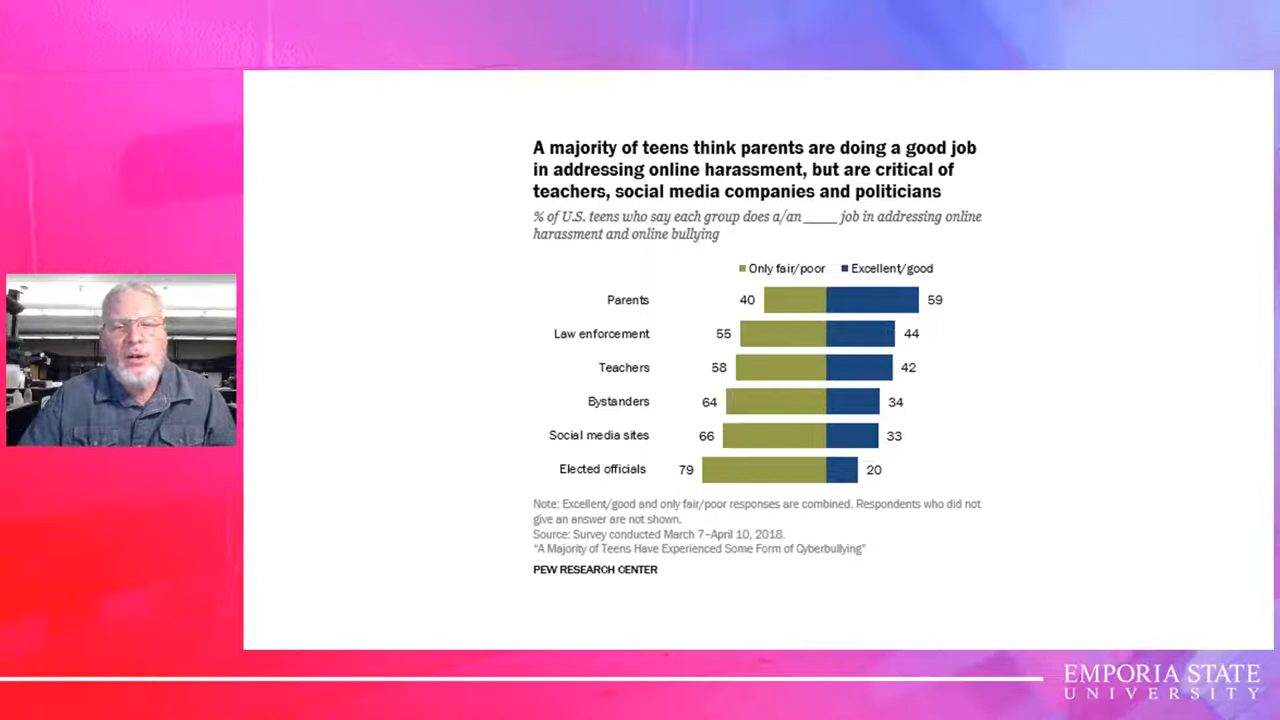 A majority of teens think parents are doing a good job
in addressing online harassment, but are critical of
teachers, social media companies and politicians
% of U.S. teens who say each group does a/an ____ job in addressing online
harassment and online bullying
Only fair/poor Excellent/good
Parents 40 59
Law enforcement 55 44
Teachers 58 42
Bystanders 64 34
Social media sites 66 33
Elected officials 79 20
Note: Excellent/good and only fair/poor responses are combined. Respondents who did not
give an answer are not shown.
Source: Survey conducted March 7–April 10, 2018.
"A Majority of Teens Have Experienced Some Form of Cyberbullying"
PEW RESEARCH CENTER
EMPORIA STATE
UNIVERSITY